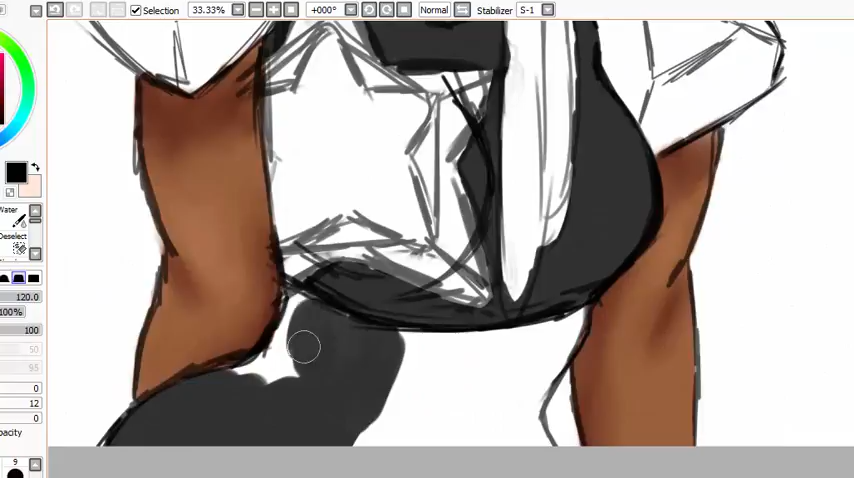 Selection 33.33% +000° Normal Stabilizer S-1
Water
Deselect
120.0
100%
100
50
95
0
12
0
pacity
9